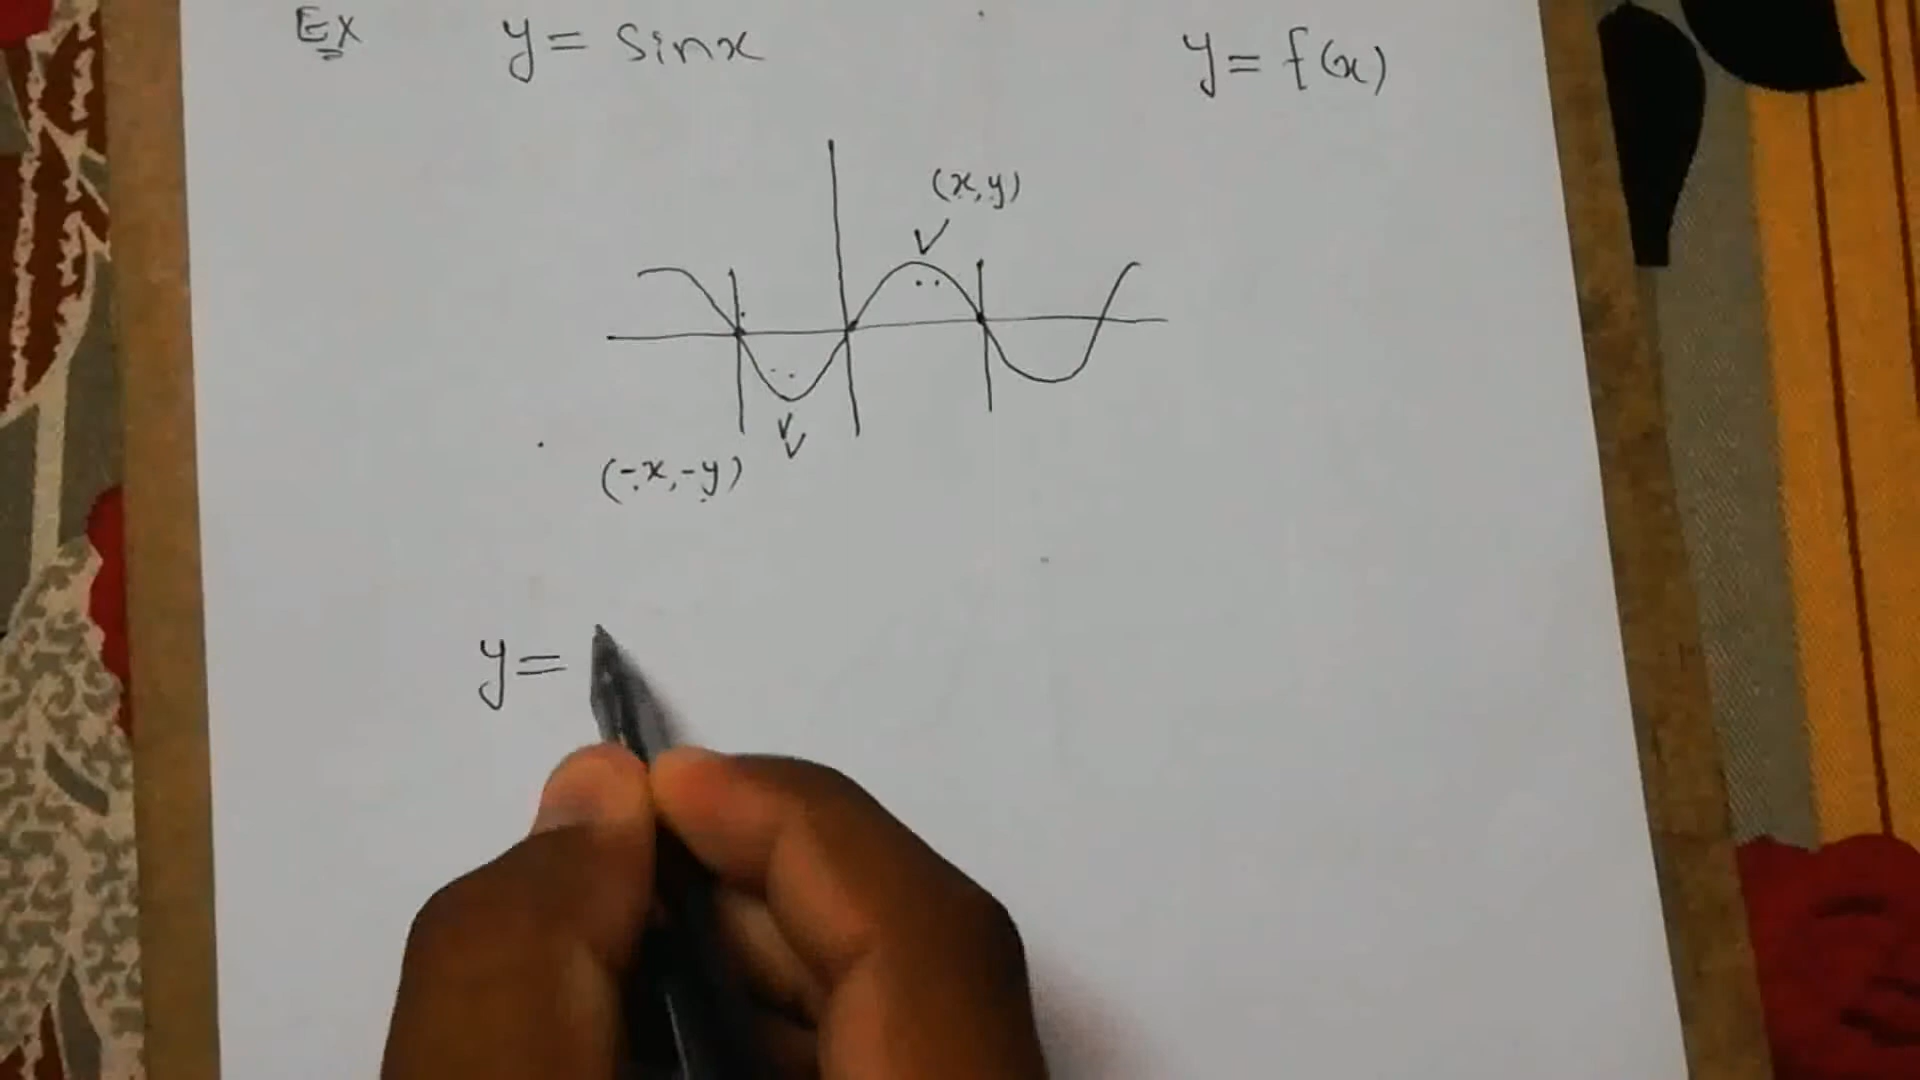 Ex y = sinx y = f(x)
(x,y)
(-x,-y)
y =